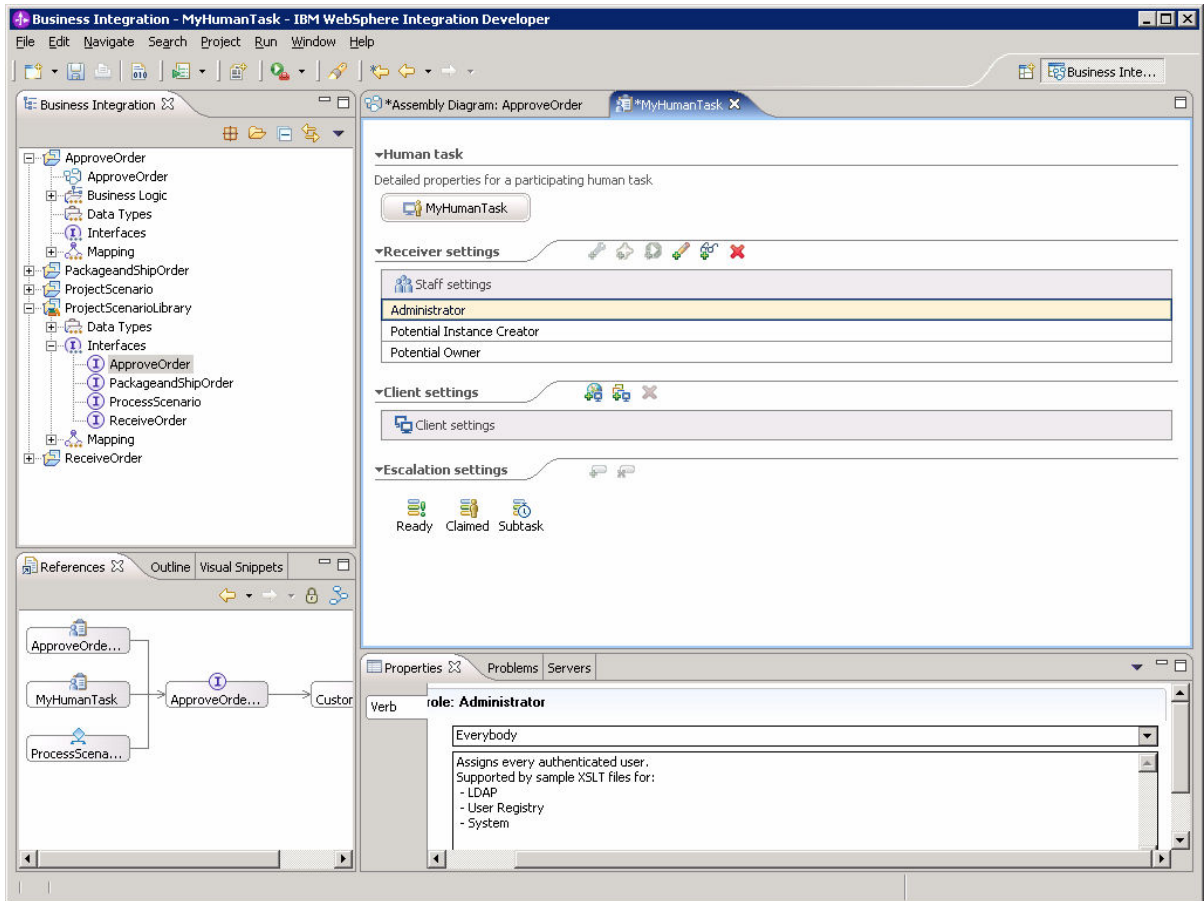 Business Integration - MyHumanTask - IBM WebSphere Integration Developer
File Edit Navigate Search Project Run Window Help
010
Business Inte...
Business Integration
ApproveOrder
ApproveOrder
Business Logic
Data Types
Interfaces
Mapping
PackageandShipOrder
ProjectScenario
ProjectScenarioLibrary
Data Types
Interfaces
ApproveOrder
PackageandShipOrder
ProcessScenario
ReceiveOrder
Mapping
ReceiveOrder
References Outline Visual Snippets
ApproveOrde...
MyHumanTask
ProcessScena...
ApproveOrde...
Custor
*Assembly Diagram: ApproveOrder *MyHumanTask
Human task
Detailed properties for a participating human task
MyHumanTask
Receiver settings
Staff settings
Administrator
Potential Instance Creator
Potential Owner
Client settings
Client settings
Escalation settings
Ready Claimed Subtask
Properties Problems Servers
Verb
role: Administrator
Everybody
Assigns every authenticated user.
Supported by sample XSLT files for:
- LDAP
- User Registry
- System